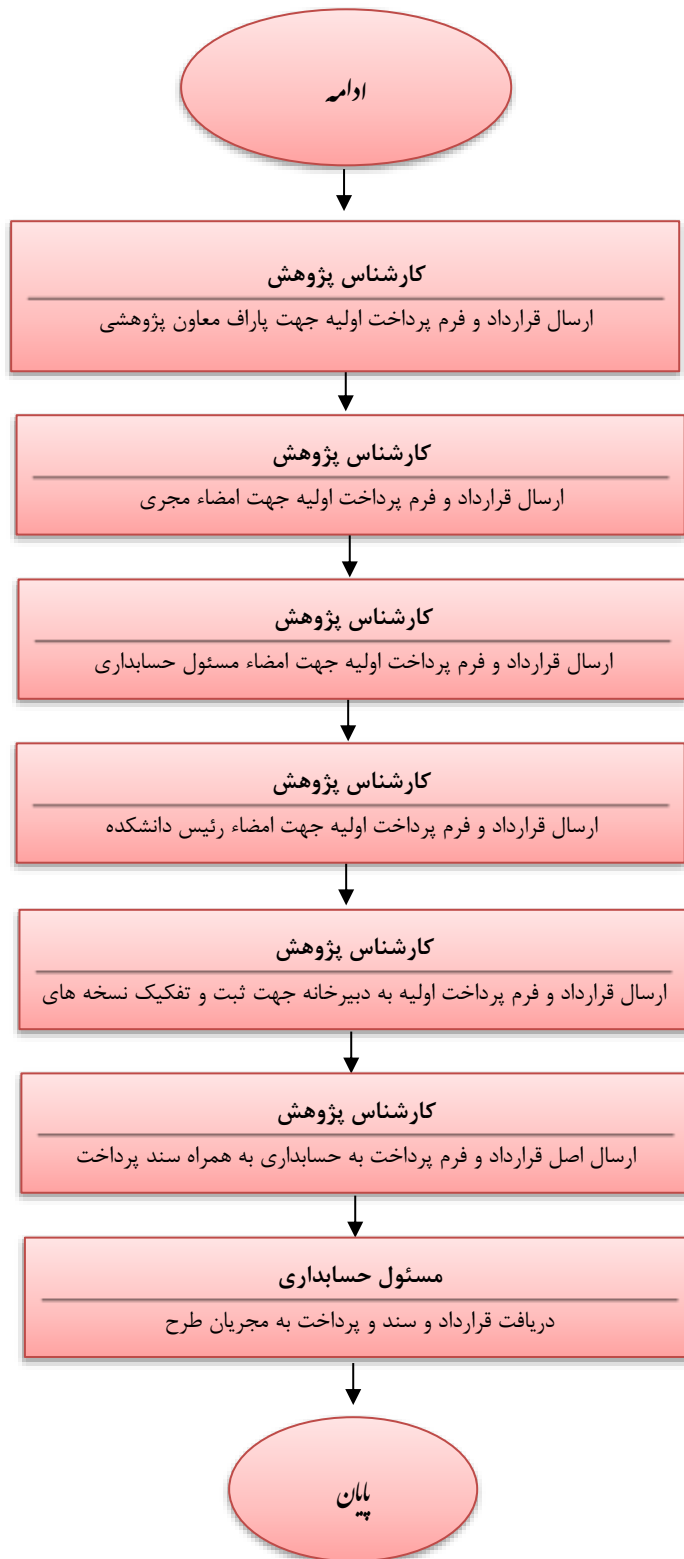 ادامه
کارشناس پژوهش
ارسال قرارداد و فرم پرداخت اولیه جهت پاراف معاون پژوهشی
کارشناس پژوهش
ارسال قرارداد و فرم پرداخت اولیه جهت امضاء مجری
کارشناس پژوهش
ارسال قرارداد و فرم پرداخت اولیه جهت امضاء مسئول حسابداری
کارشناس پژوهش
ارسال قرارداد و فرم پرداخت اولیه جهت امضاء رئیس دانشکده
کارشناس پژوهش
ارسال قرارداد و فرم پرداخت اولیه به دبیرخانه جهت ثبت و تفکیک نسخه های
کارشناس پژوهش
ارسال اصل قرارداد و فرم پرداخت به حسابداری به همراه سند پرداخت
مسئول حسابداری
دریافت قرارداد و سند و پرداخت به مجریان طرح
پایان